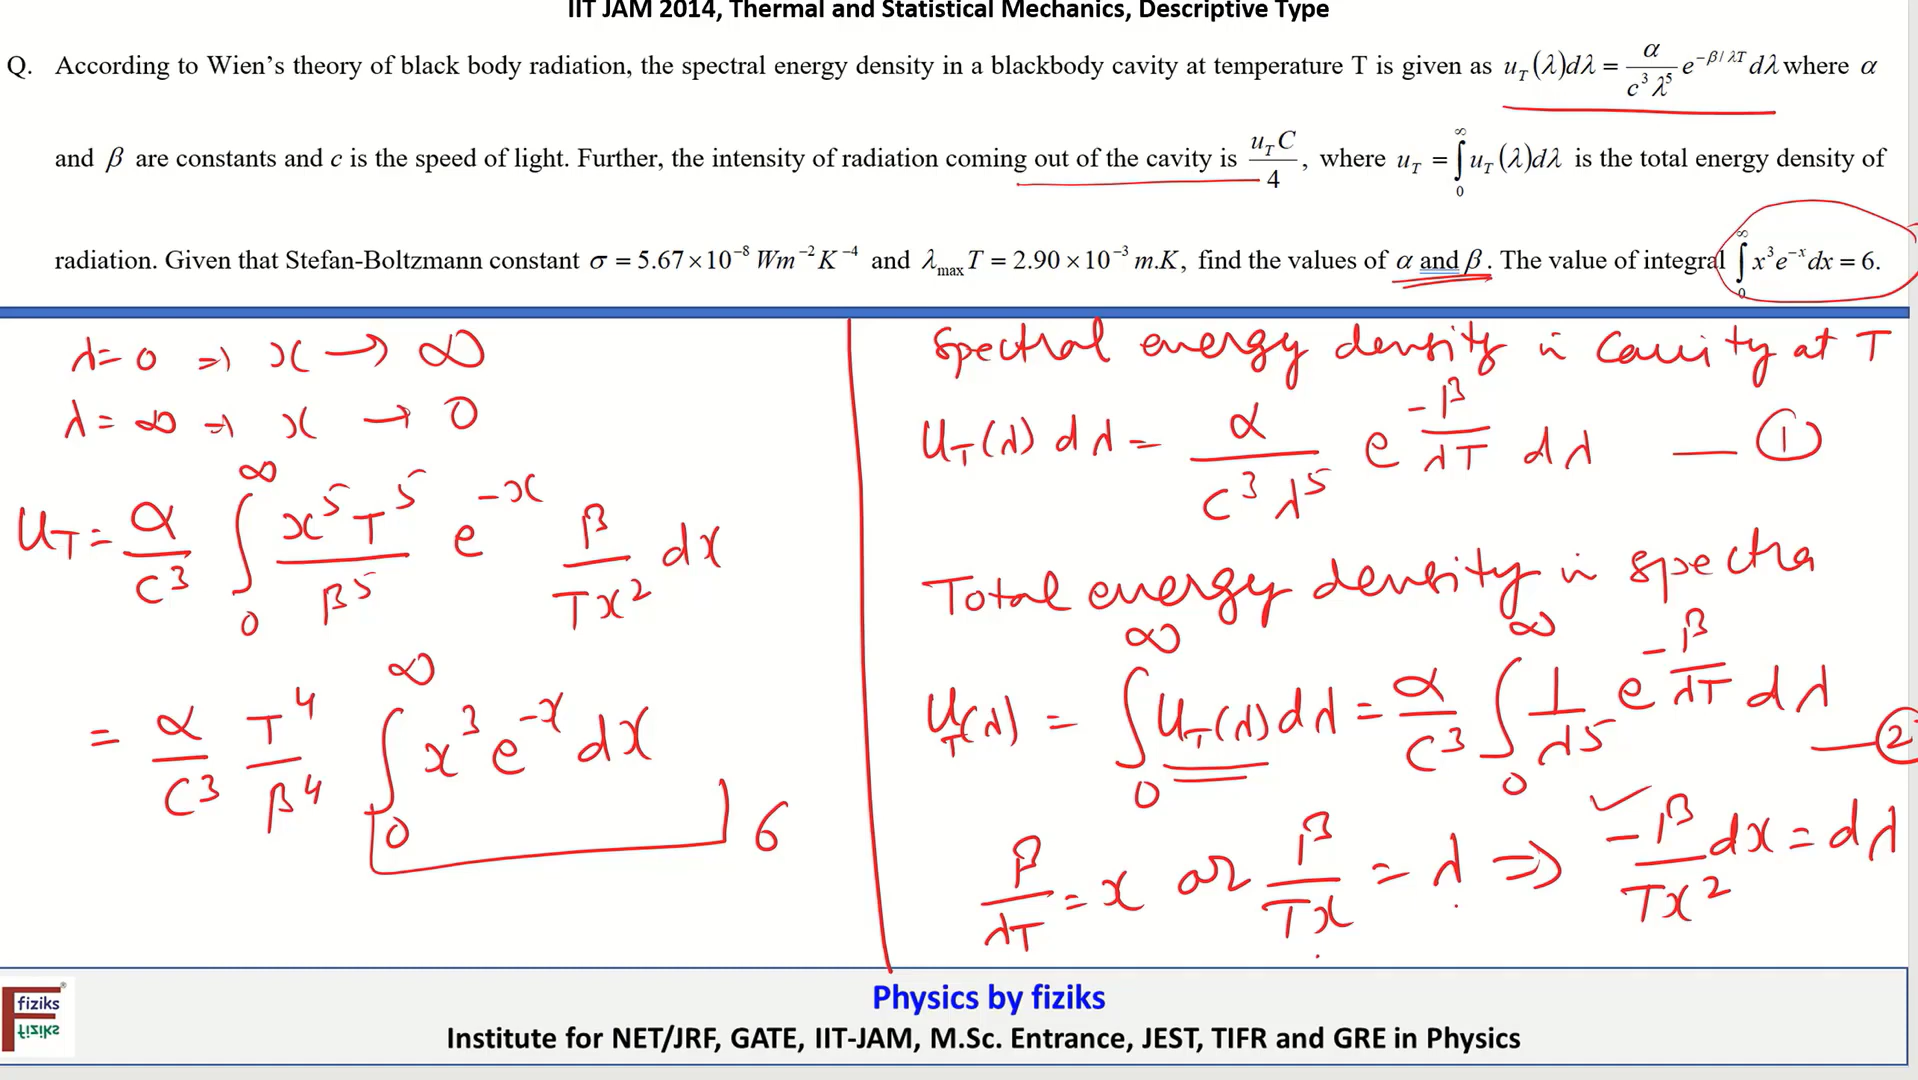 IIT JAM 2014, Thermal and Statistical Mechanics, Descriptive Type
Q. According to Wien's theory of black body radiation, the spectral energy density in a blackbody cavity at temperature T is given as u_T(λ)dλ = α/(c³λ⁵) e^(−β/λT) dλ where α
and β are constants and c is the speed of light. Further, the intensity of radiation coming out of the cavity is u_T C/4, where u_T = ∫₀^∞ u_T(λ)dλ is the total energy density of
radiation. Given that Stefan-Boltzmann constant σ = 5.67×10⁻⁸ Wm⁻²K⁻⁴ and λ_max T = 2.90×10⁻³ m.K, find the values of α and β. The value of integral ∫₀^∞ x³e⁻ˣdx = 6.
λ=0 ⇒ x → ∞
λ=∞ ⇒ x → 0
U_T = α/C³ ∫₀^∞ x⁵T⁵/β⁵ e^(−x) β/(Tx²) dx
= α/C³ T⁴/β⁴ ∫₀^∞ x³e^(−x)dx
6
Spectral energy density in Cavity at T
U_T(λ)dλ = α/(C³λ⁵) e^(−β/λT) dλ — ①
Total energy density in spectra
U_T(λ) = ∫₀^∞ U_T(λ)dλ = α/C³ ∫₀^∞ 1/λ⁵ e^(−β/λT) dλ — ②
β/λT = x or β/Tx = λ ⇒ −β/(Tx²) dx = dλ
fiziks
fiziks
Physics by fiziks
Institute for NET/JRF, GATE, IIT-JAM, M.Sc. Entrance, JEST, TIFR and GRE in Physics